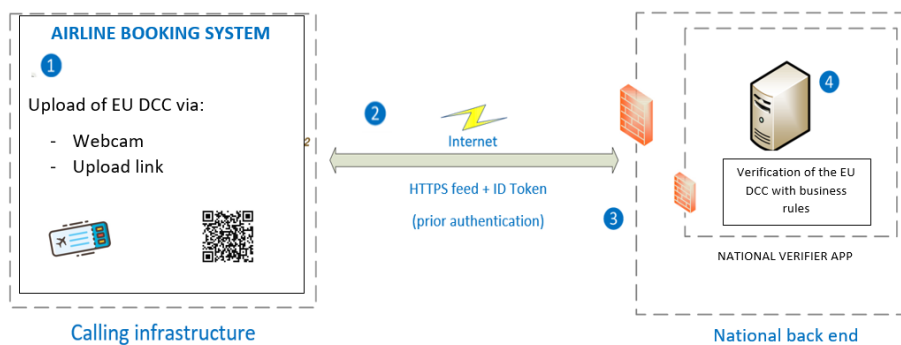 AIRLINE BOOKING SYSTEM
1
Upload of EU DCC via:
- Webcam
- Upload link
2
2
Internet
HTTPS feed + ID Token
(prior authentication)
3
4
Verification of the EU
DCC with business
rules
NATIONAL VERIFIER APP
Calling infrastructure
National back end